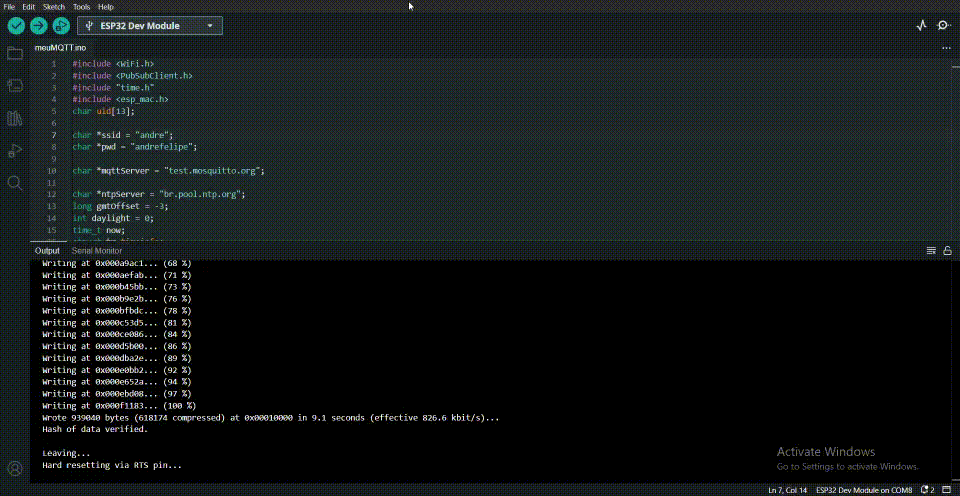 File Edit Sketch Tools Help
ESP32 Dev Module
meuMQTT.ino
1 #include <WiFi.h>
2 #include <PubSubClient.h>
3 #include "time.h"
4 #include <esp_mac.h>
5 char uid[13];
6
7 char *ssid = "andre";
8 char *pwd = "andrefelipe";
9
10 char *mqttServer = "test.mosquitto.org";
11
12 char *ntpServer = "br.pool.ntp.org";
13 long gmtOffset = -3;
14 int daylight = 0;
15 time_t now;
Output Serial Monitor
Writing at 0x000a9ac1... (68 %)
Writing at 0x000aefab... (71 %)
Writing at 0x000b45bb... (73 %)
Writing at 0x000b9e2b... (76 %)
Writing at 0x000bfbdc... (78 %)
Writing at 0x000c53d5... (81 %)
Writing at 0x000ce086... (84 %)
Writing at 0x000d5b00... (86 %)
Writing at 0x000dba2e... (89 %)
Writing at 0x000e0bb2... (92 %)
Writing at 0x000e652a... (94 %)
Writing at 0x000ebd08... (97 %)
Writing at 0x000f1183... (100 %)
Wrote 939040 bytes (618174 compressed) at 0x00010000 in 9.1 seconds (effective 826.6 kbit/s)...
Hash of data verified.
Leaving...
Hard resetting via RTS pin...
Activate Windows
Go to Settings to activate Windows.
Ln 7, Col 14 ESP32 Dev Module on COM8 2